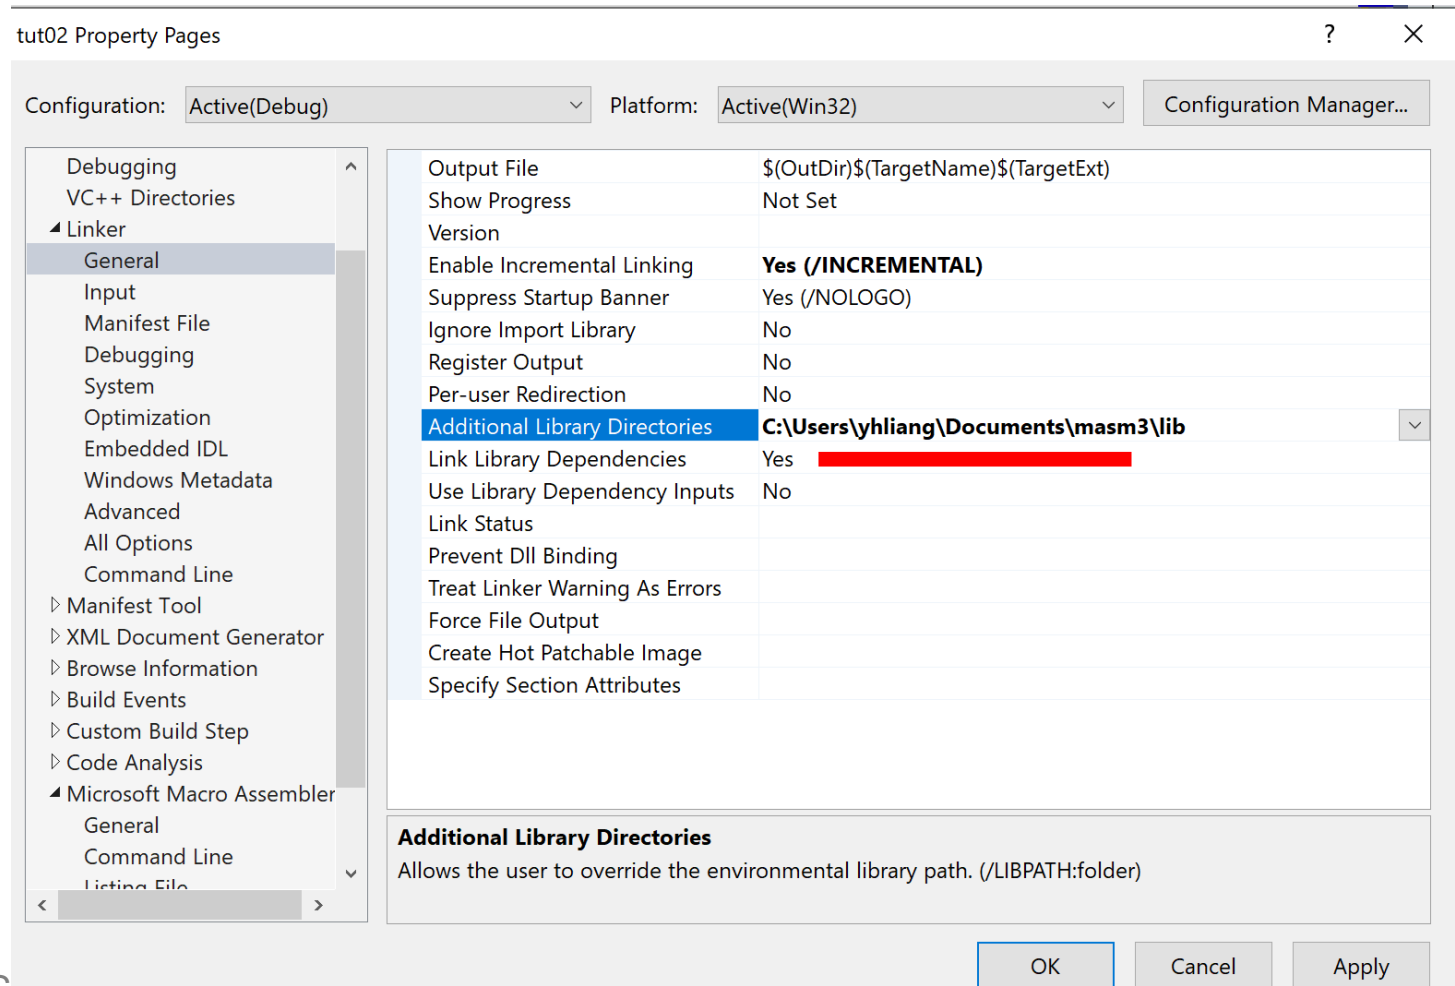 tut02 Property Pages
?
Configuration: Active(Debug) Platform: Active(Win32) Configuration Manager...
Debugging
VC++ Directories
Linker
General
Input
Manifest File
Debugging
System
Optimization
Embedded IDL
Windows Metadata
Advanced
All Options
Command Line
Manifest Tool
XML Document Generator
Browse Information
Build Events
Custom Build Step
Code Analysis
Microsoft Macro Assembler
General
Command Line
Listing File
Output File $(OutDir)$(TargetName)$(TargetExt)
Show Progress Not Set
Version
Enable Incremental Linking Yes (/INCREMENTAL)
Suppress Startup Banner Yes (/NOLOGO)
Ignore Import Library No
Register Output No
Per-user Redirection No
Additional Library Directories C:\Users\yhliang\Documents\masm3\lib
Link Library Dependencies Yes
Use Library Dependency Inputs No
Link Status
Prevent Dll Binding
Treat Linker Warning As Errors
Force File Output
Create Hot Patchable Image
Specify Section Attributes
Additional Library Directories
Allows the user to override the environmental library path. (/LIBPATH:folder)
OK Cancel Apply